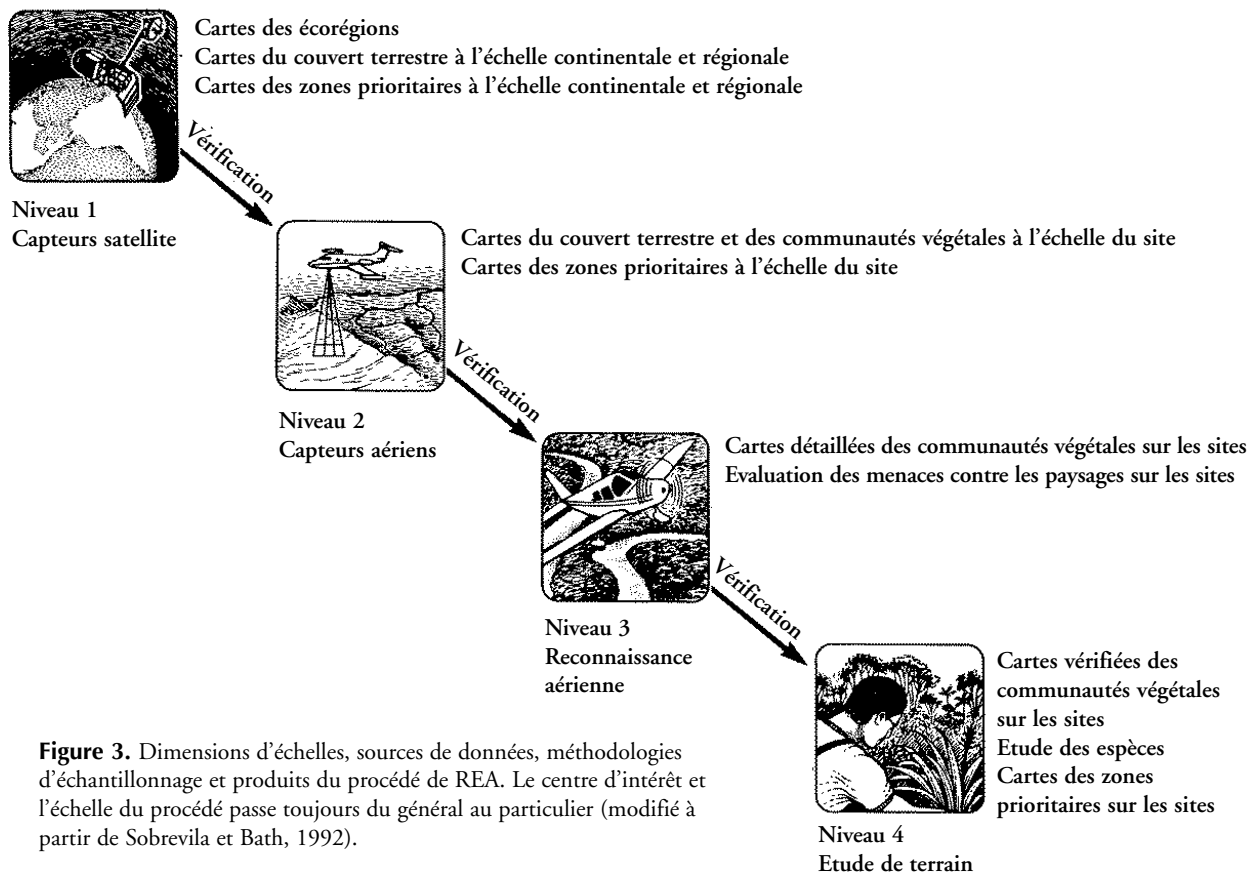 Cartes des écorégions
Cartes du couvert terrestre à l'échelle continentale et régionale
Cartes des zones prioritaires à l'échelle continentale et régionale
Vérification
Niveau 1
Capteurs satellite
Cartes du couvert terrestre et des communautés végétales à l'échelle du site
Cartes des zones prioritaires à l'échelle du site
Vérification
Niveau 2
Capteurs aériens
Cartes détaillées des communautés végétales sur les sites
Evaluation des menaces contre les paysages sur les sites
Vérification
Niveau 3
Reconnaissance
aérienne
Cartes vérifiées des
communautés végétales
sur les sites
Etude des espèces
Cartes des zones
prioritaires sur les sites
Niveau 4
Etude de terrain
Figure 3. Dimensions d'échelles, sources de données, méthodologies
d'échantillonnage et produits du procédé de REA. Le centre d'intérêt et
l'échelle du procédé passe toujours du général au particulier (modifié à
partir de Sobrevila et Bath, 1992).